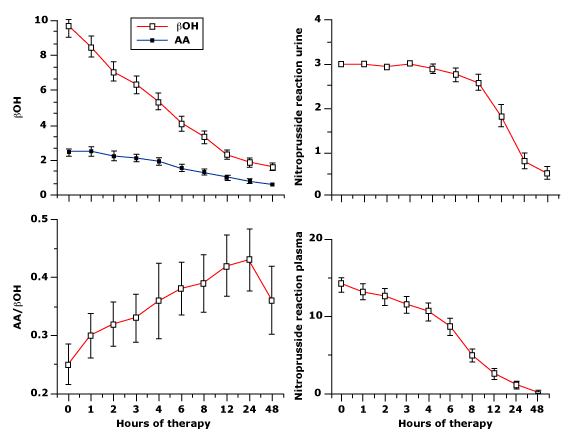 βOH
AA
10
8
6
4
2
0
βOH
4
3
2
1
0
Nitroprusside reaction urine
0.5
0.4
0.3
0.2
AA/βOH
0 1 2 3 4 6 8 12 24 48
Hours of therapy
20
10
0
Nitroprusside reaction plasma
0 1 2 3 4 6 8 12 24 48
Hours of therapy